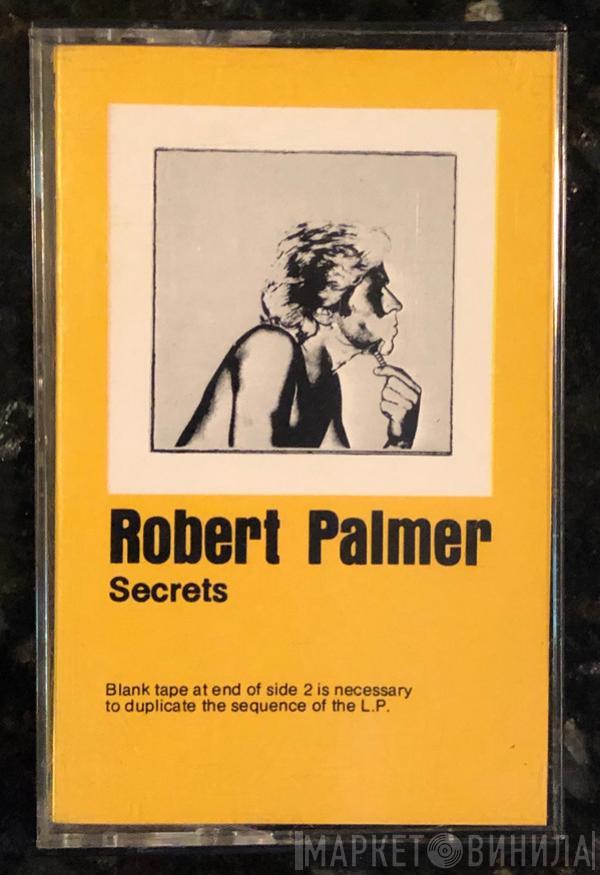 Robert Palmer
Secrets
Blank tape at end of side 2 is necessary
to duplicate the sequence of the L.P.
МАРКЕТ ВИНИЛА